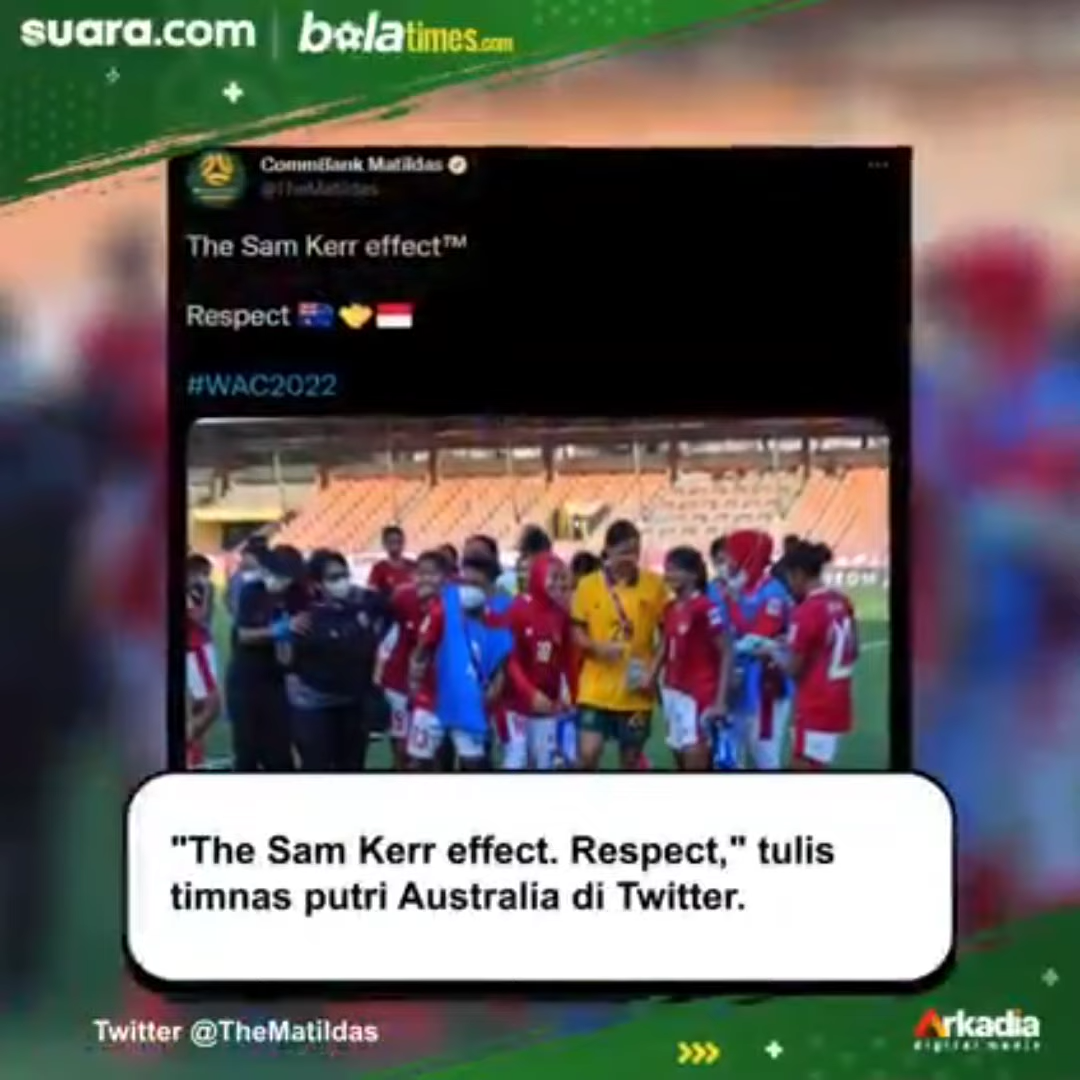 suara.com | bolatimes.com
CommBank Matildas
@TheMatildas
The Sam Kerr effect™
Respect 🇦🇺🤝🇮🇩
#WAC2022
"The Sam Kerr effect. Respect," tulis
timnas putri Australia di Twitter.
Twitter @TheMatildas
Arkadia
digital media